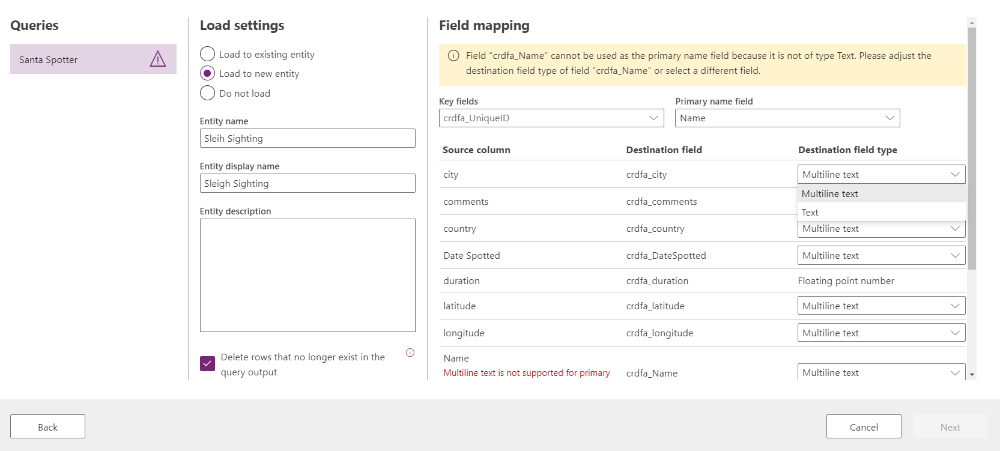 Queries
Santa Spotter
Load settings
Load to existing entity
Load to new entity
Do not load
Entity name
Sleih Sighting
Entity display name
Sleigh Sighting
Entity description
Delete rows that no longer exist in the
query output
Field mapping
Field "crdfa_Name" cannot be used as the primary name field because it is not of type Text. Please adjust the
destination field type of field "crdfa_Name" or select a different field.
Key fields
crdfa_UniqueID
Primary name field
Name
Source column Destination field Destination field type
city crdfa_city Multiline text
Multiline text
comments crdfa_comments
Text
country crdfa_country Multiline text
Date Spotted crdfa_DateSpotted Multiline text
duration crdfa_duration Floating point number
latitude crdfa_latitude Multiline text
longitude crdfa_longitude Multiline text
Name
Multiline text is not supported for primary crdfa_Name Multiline text
Back Cancel Next